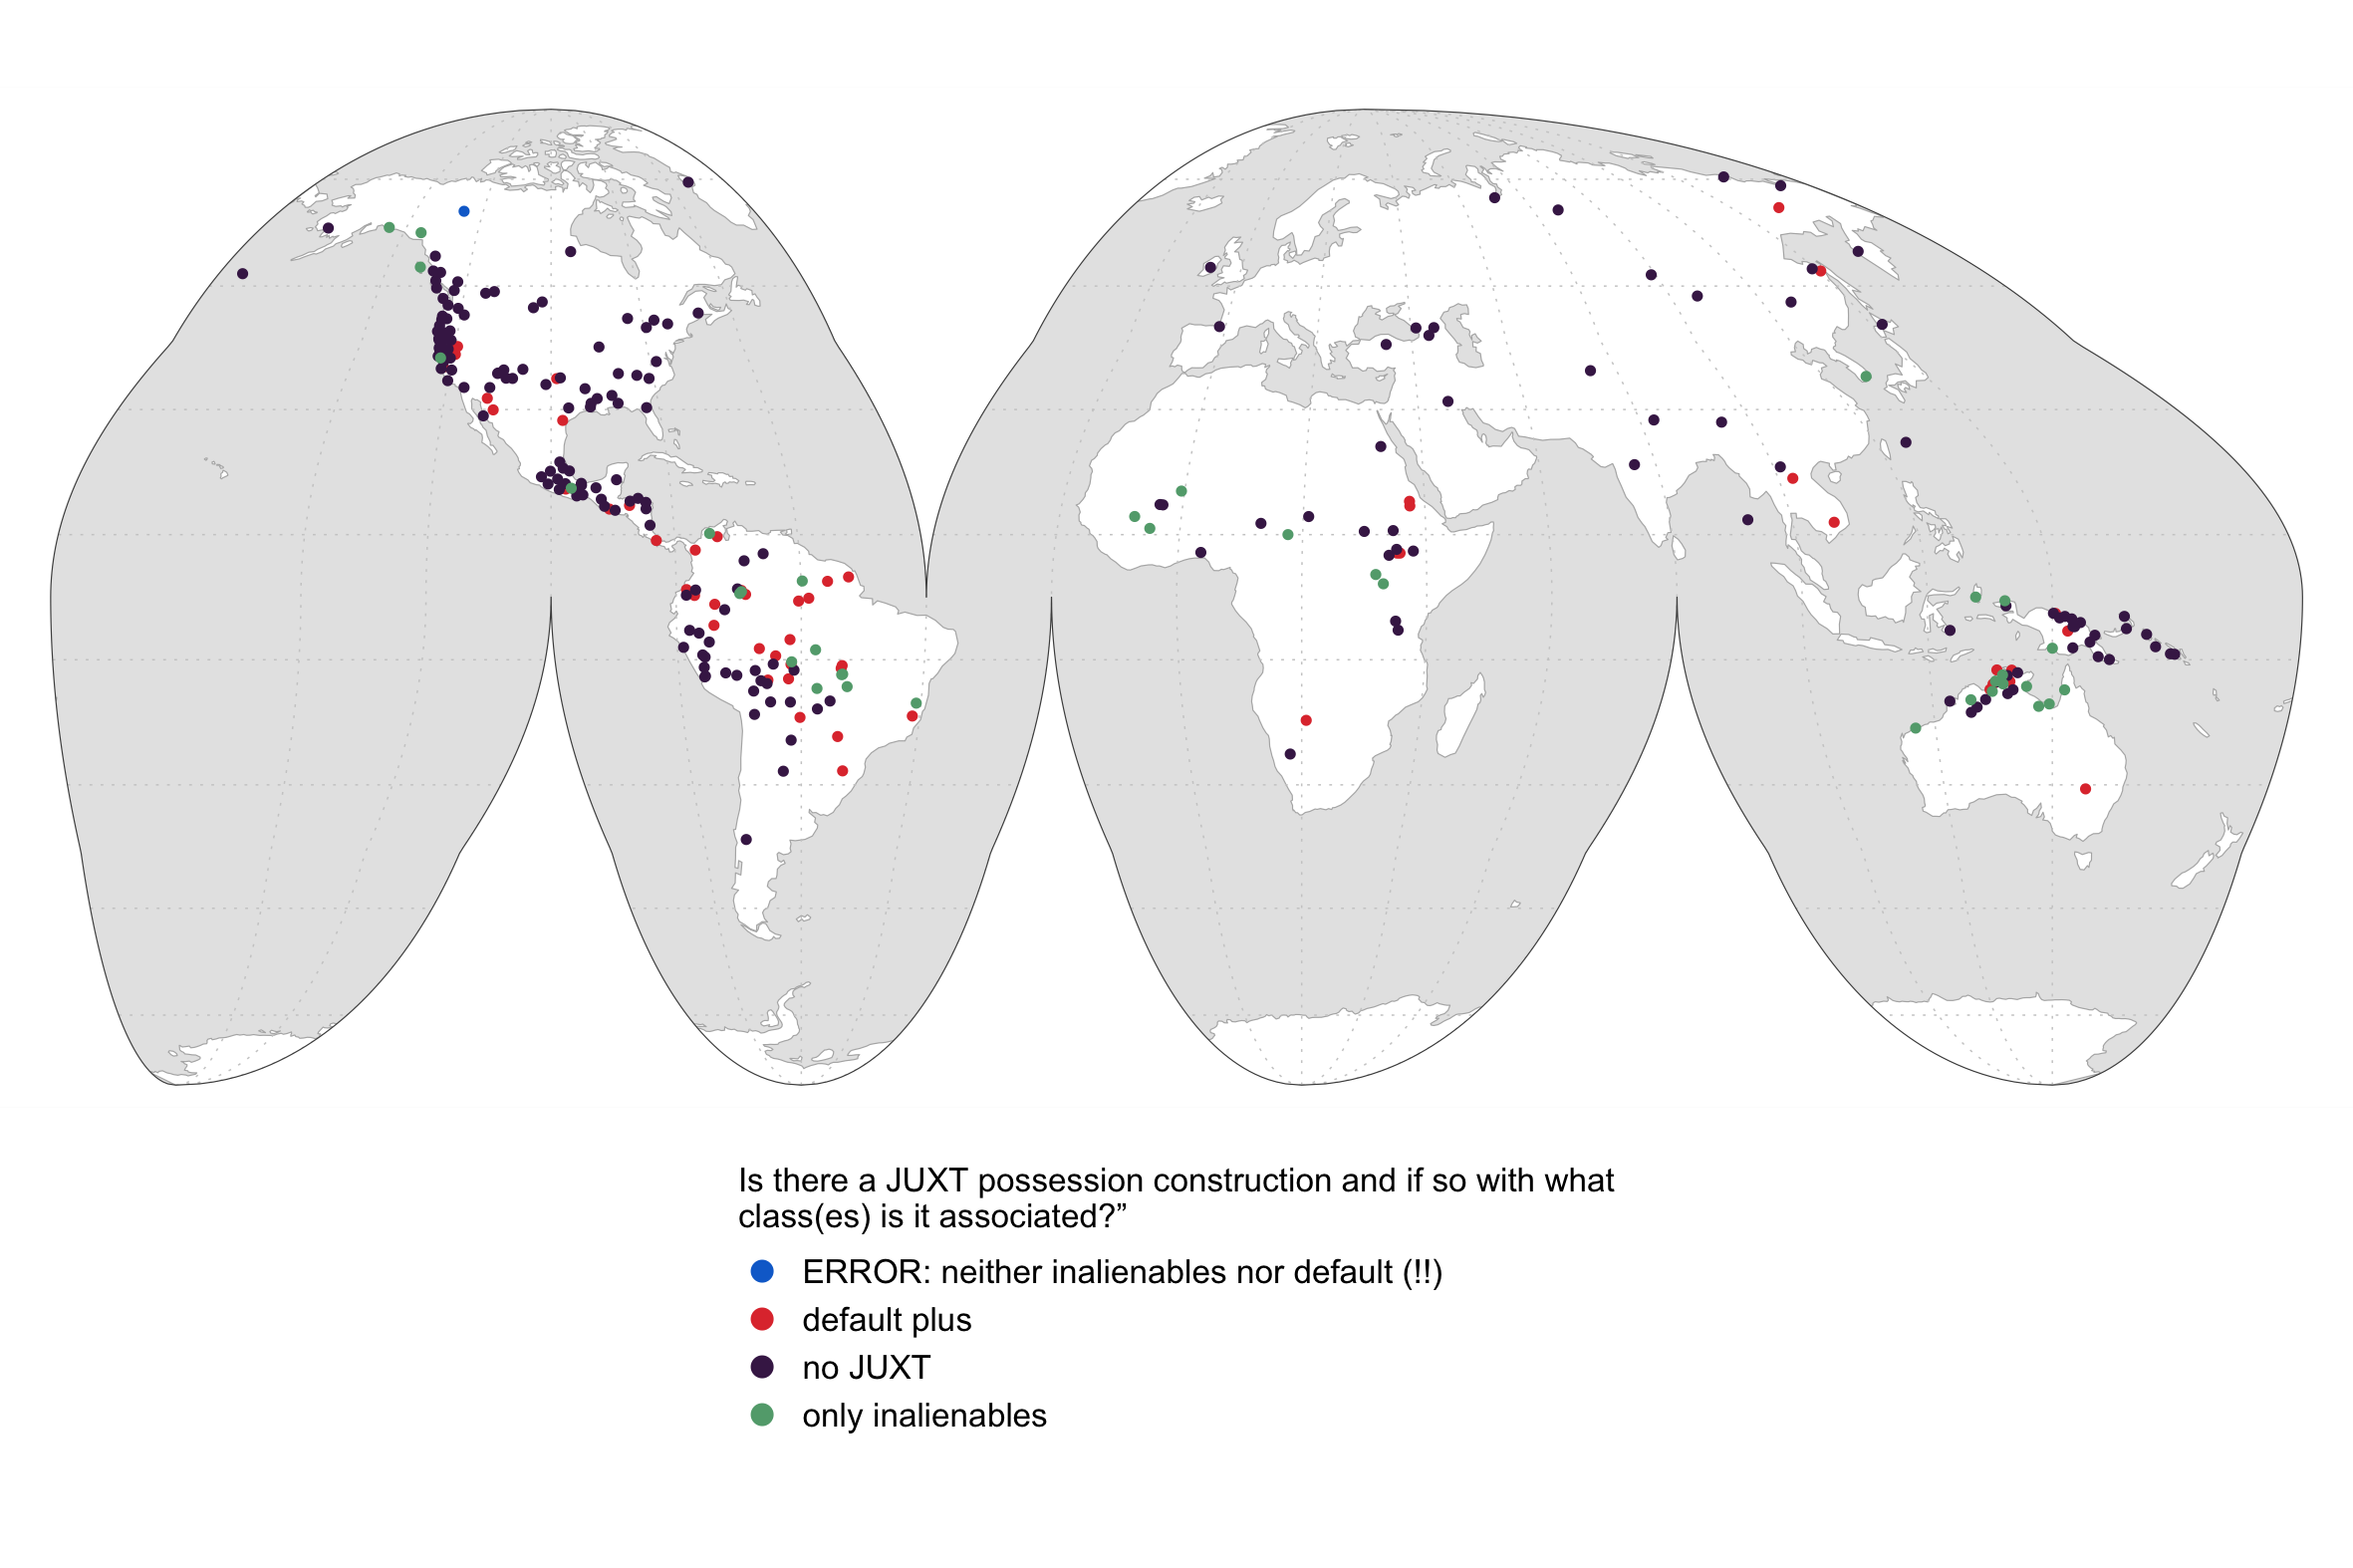 Is there a JUXT possession construction and if so with what
class(es) is it associated?”
ERROR: neither inalienables nor default (!!)
default plus
no JUXT
only inalienables